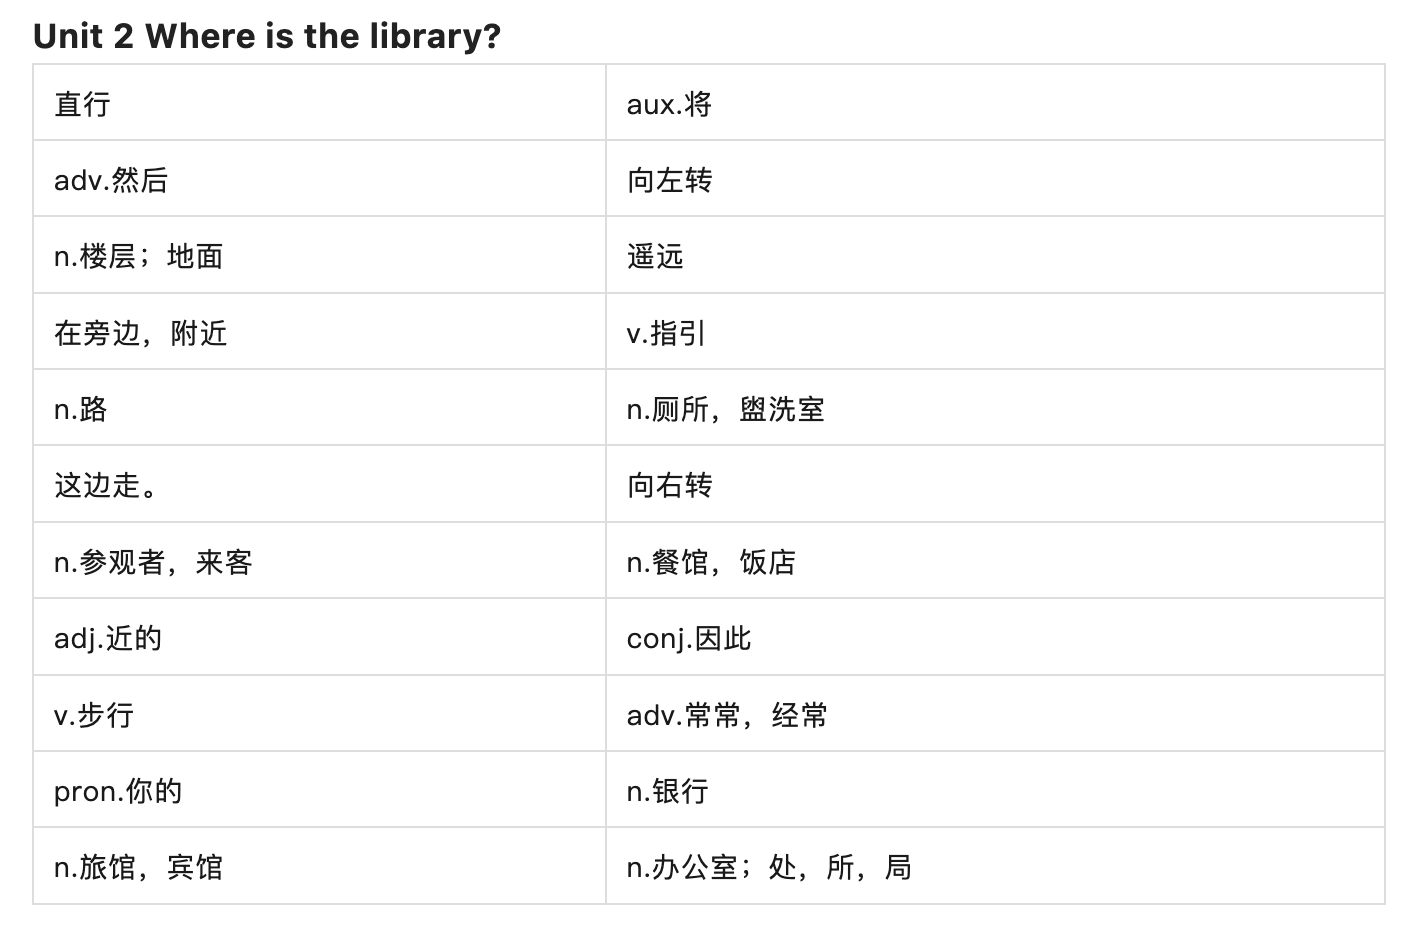 Unit 2 Where is the library?
直行 aux.将
adv.然后 向左转
n.楼层；地面 遥远
在旁边，附近 v.指引
n.路 n.厕所，盥洗室
这边走。 向右转
n.参观者，来客 n.餐馆，饭店
adj.近的 conj.因此
v.步行 adv.常常，经常
pron.你的 n.银行
n.旅馆，宾馆 n.办公室；处，所，局